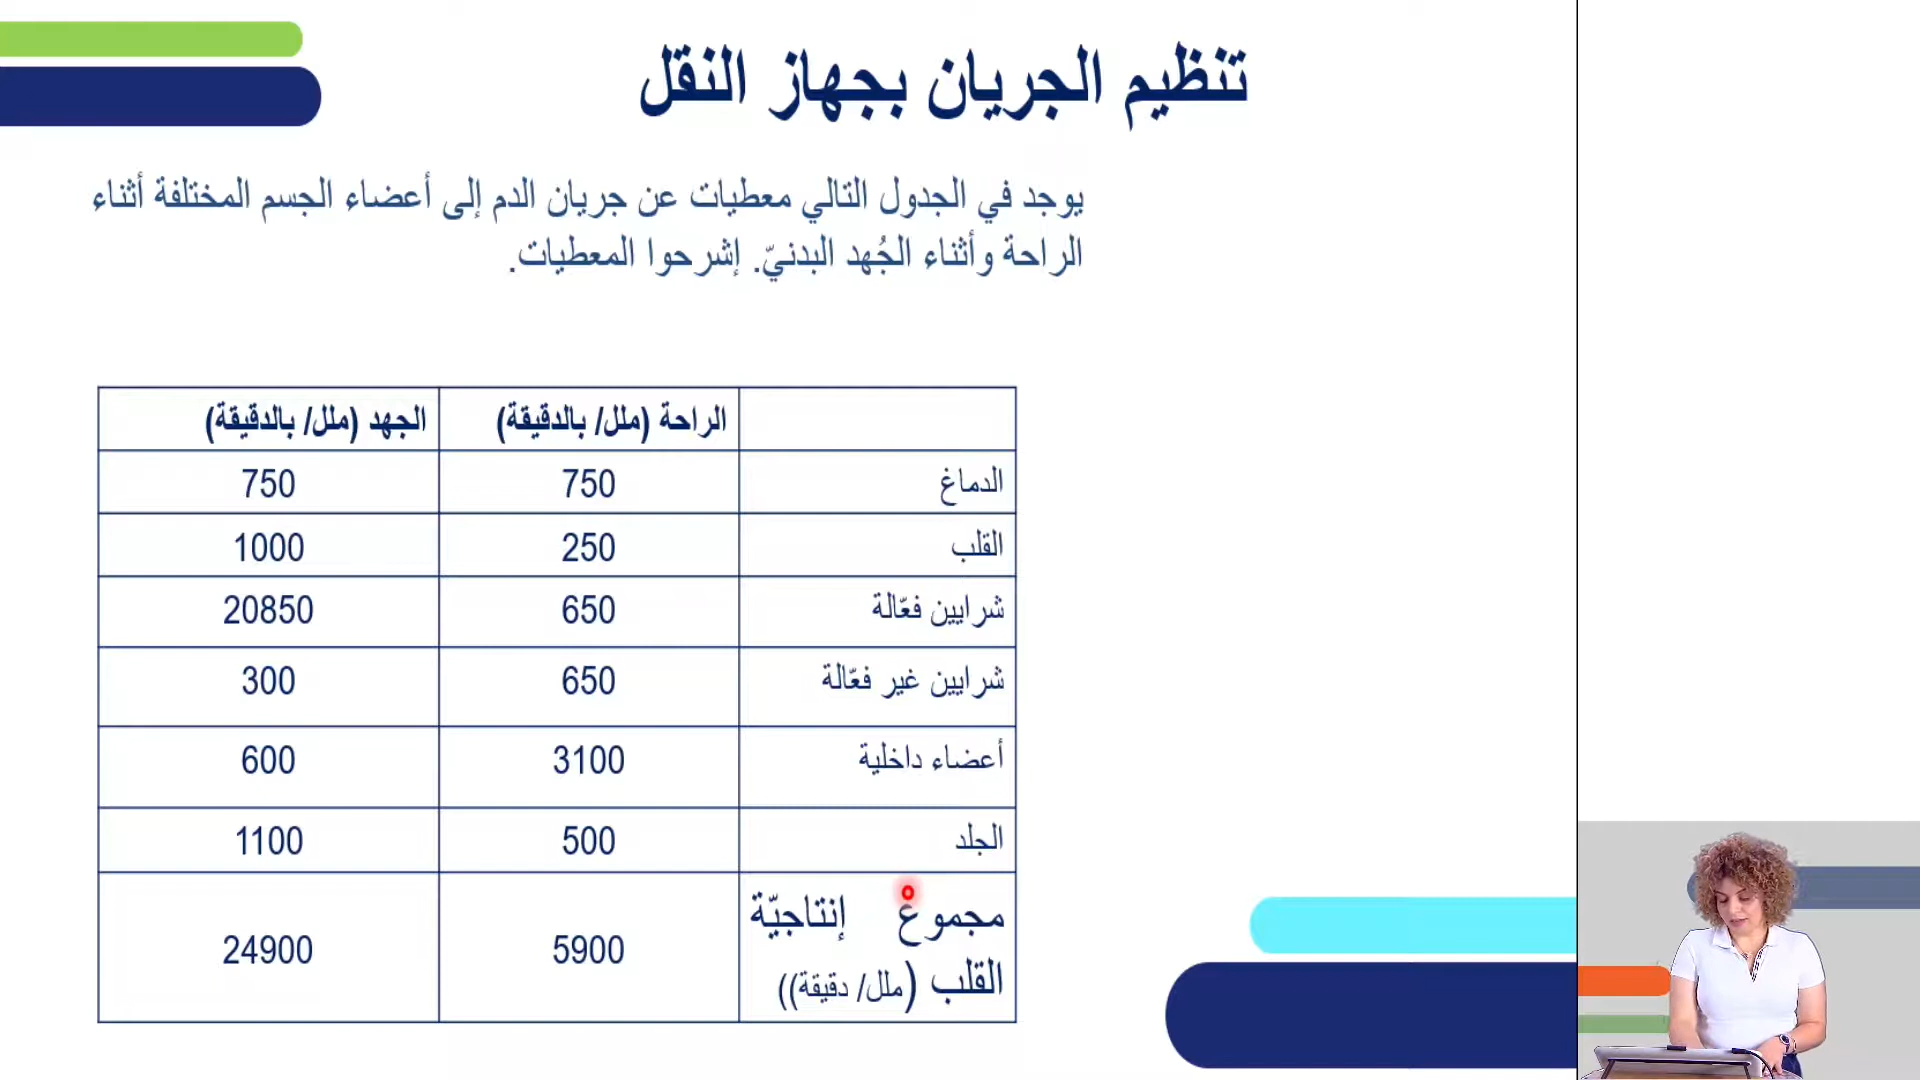 تنظيم الجريان بجهاز النقل
يوجد في الجدول التالي معطيات عن جريان الدم إلى أعضاء الجسم المختلفة أثناء
الراحة وأثناء الجُهد البدنيّ. إشرحوا المعطيات.
الراحة (ملل/ بالدقيقة) الجهد (ملل/ بالدقيقة)
الدماغ 750 750
القلب 250 1000
شرايين فعّالة 650 20850
شرايين غير فعّالة 650 300
أعضاء داخلية 3100 600
الجلد 500 1100
مجموع إنتاجيّة
القلب (ملل/ دقيقة)) 5900 24900